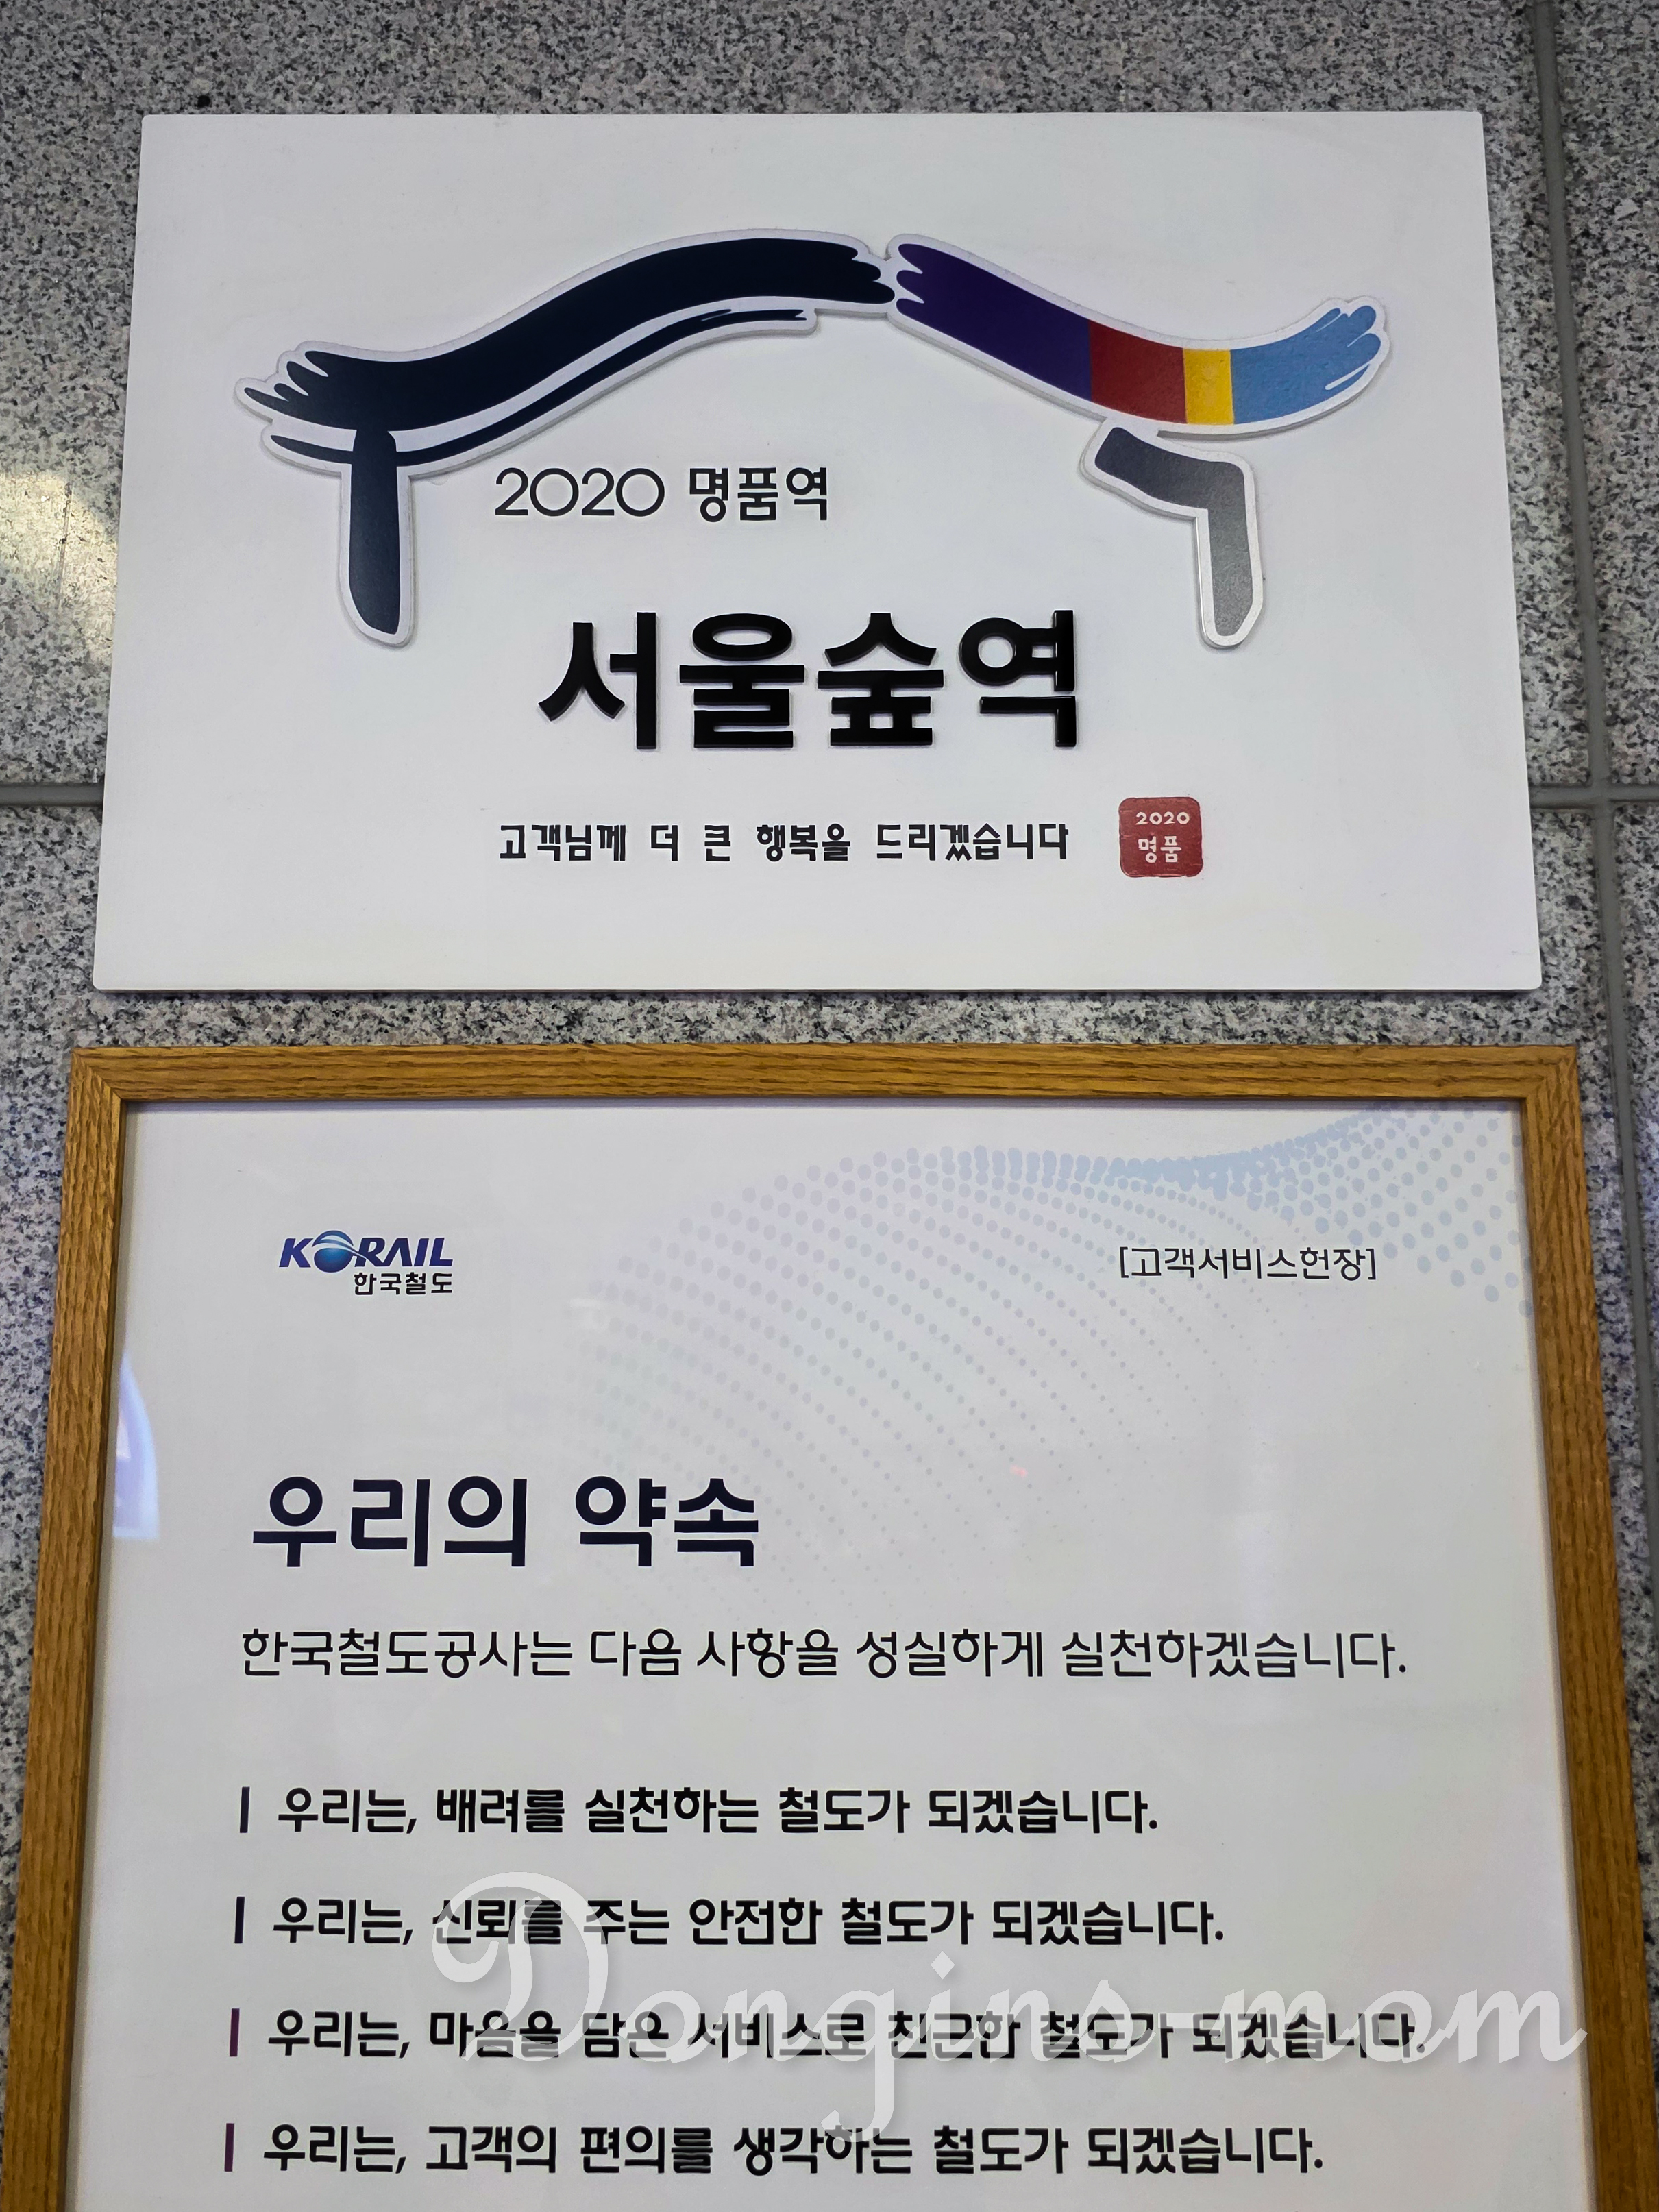 2020 명품역
서울숲역
고객님께 더 큰 행복을 드리겠습니다
2020
명품
KORAIL
한국철도
[고객서비스헌장]
우리의 약속
한국철도공사는 다음 사항을 성실하게 실천하겠습니다.
우리는, 배려를 실천하는 철도가 되겠습니다.
우리는, 신뢰를 주는 안전한 철도가 되겠습니다.
우리는, 마음을 담은 서비스로 친근한 철도가 되겠습니다.
우리는, 고객의 편의를 생각하는 철도가 되겠습니다.
Dongins-mom